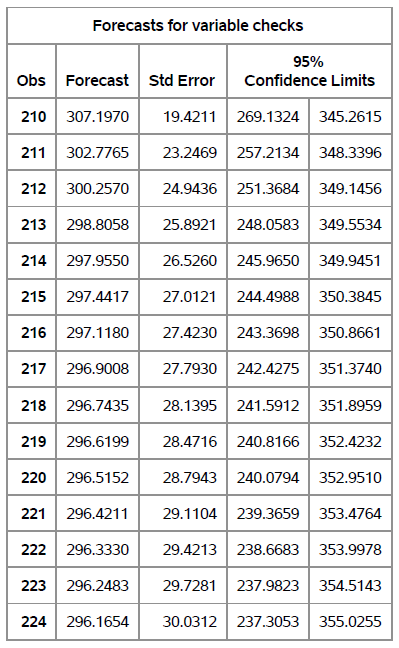 Forecasts for variable checks
Obs Forecast Std Error 95% Confidence Limits
210 307.1970 19.4211 269.1324 345.2615
211 302.7765 23.2469 257.2134 348.3396
212 300.2570 24.9436 251.3684 349.1456
213 298.8058 25.8921 248.0583 349.5534
214 297.9550 26.5260 245.9650 349.9451
215 297.4417 27.0121 244.4988 350.3845
216 297.1180 27.4230 243.3698 350.8661
217 296.9008 27.7930 242.4275 351.3740
218 296.7435 28.1395 241.5912 351.8959
219 296.6199 28.4716 240.8166 352.4232
220 296.5152 28.7943 240.0794 352.9510
221 296.4211 29.1104 239.3659 353.4764
222 296.3330 29.4213 238.6683 353.9978
223 296.2483 29.7281 237.9823 354.5143
224 296.1654 30.0312 237.3053 355.0255